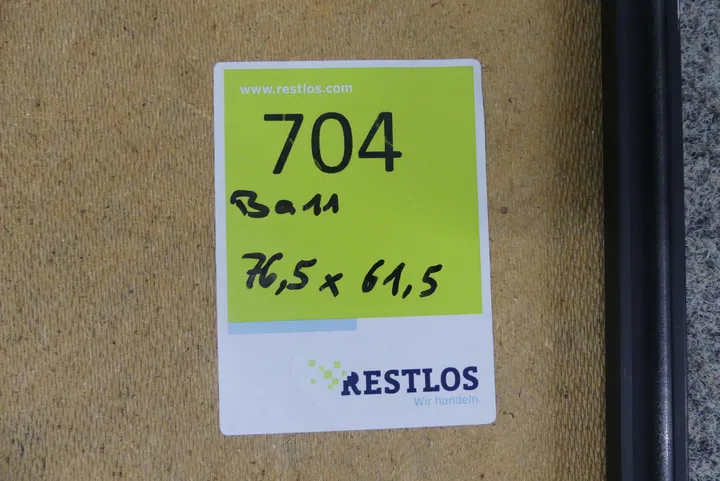 www.restlos.com
704
Ba11
76,5 x 61,5
RESTLOS
Wir handeln.